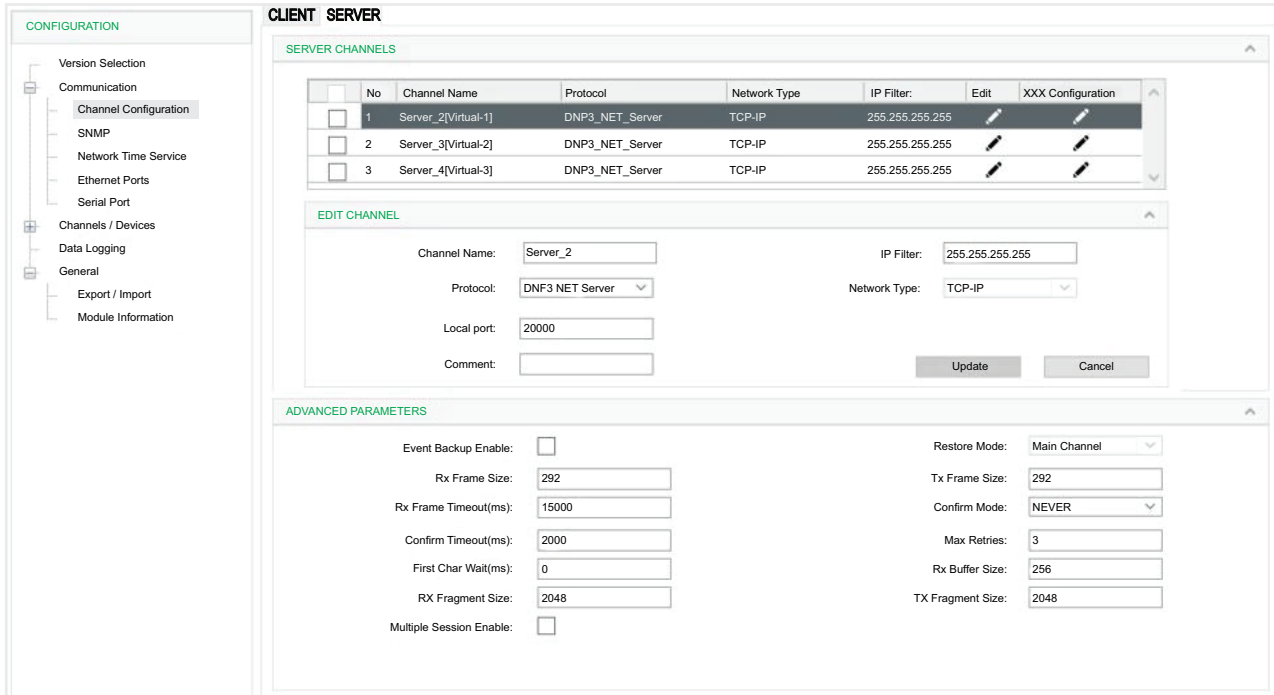 CONFIGURATION
Version Selection
Communication
Channel Configuration
SNMP
Network Time Service
Ethernet Ports
Serial Port
Channels / Devices
Data Logging
General
Export / Import
Module Information
CLIENT SERVER
SERVER CHANNELS
No Channel Name Protocol Network Type IP Filter: Edit XXX Configuration
1 Server_2[Virtual-1] DNP3_NET_Server TCP-IP 255.255.255.255
2 Server_3[Virtual-2] DNP3_NET_Server TCP-IP 255.255.255.255
3 Server_4[Virtual-3] DNP3_NET_Server TCP-IP 255.255.255.255
EDIT CHANNEL
Channel Name: Server_2 IP Filter: 255.255.255.255
Protocol: DNF3 NET Server Network Type: TCP-IP
Local port: 20000
Comment: Update Cancel
ADVANCED PARAMETERS
Event Backup Enable: Restore Mode: Main Channel
Rx Frame Size: 292 Tx Frame Size: 292
Rx Frame Timeout(ms): 15000 Confirm Mode: NEVER
Confirm Timeout(ms): 2000 Max Retries: 3
First Char Wait(ms): 0 Rx Buffer Size: 256
RX Fragment Size: 2048 TX Fragment Size: 2048
Multiple Session Enable: